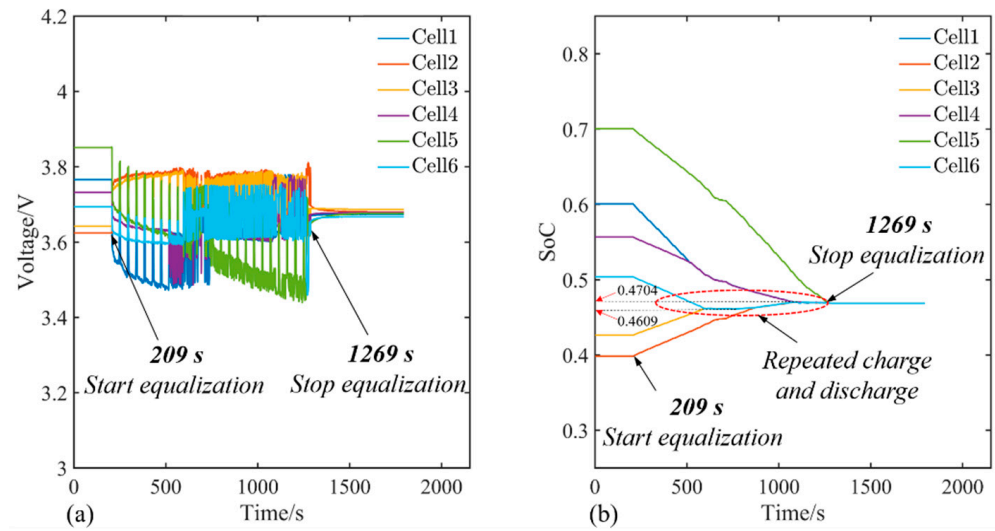 4.2
4
3.8
3.6
3.4
3.2
3
Voltage/V
Cell1
Cell2
Cell3
Cell4
Cell5
Cell6
209 s
Start equalization
1269 s
Stop equalization
0
500
1000
1500
2000
Time/s
(a)
0.8
0.7
0.6
0.5
0.4
0.3
SoC
Cell1
Cell2
Cell3
Cell4
Cell5
Cell6
1269 s
Stop equalization
0.4704
0.4609
Repeated charge
and discharge
209 s
Start equalization
0
500
1000
1500
2000
Time/s
(b)